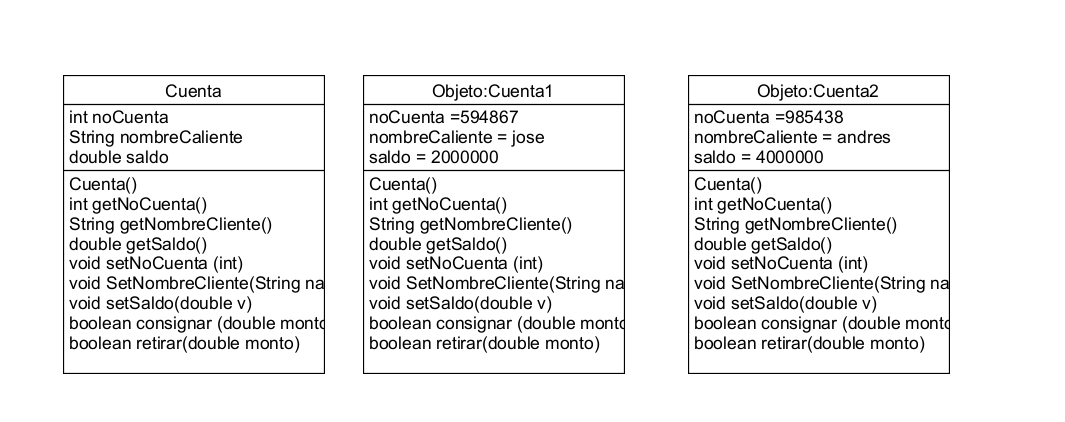 Cuenta
int noCuenta
String nombreCaliente
double saldo
Cuenta()
int getNoCuenta()
String getNombreCliente()
double getSaldo()
void setNoCuenta (int)
void SetNombreCliente(String na
void setSaldo(double v)
boolean consignar (double monto
boolean retirar(double monto)
Objeto:Cuenta1
noCuenta =594867
nombreCaliente = jose
saldo = 2000000
Cuenta()
int getNoCuenta()
String getNombreCliente()
double getSaldo()
void setNoCuenta (int)
void SetNombreCliente(String na
void setSaldo(double v)
boolean consignar (double monto
boolean retirar(double monto)
Objeto:Cuenta2
noCuenta =985438
nombreCaliente = andres
saldo = 4000000
Cuenta()
int getNoCuenta()
String getNombreCliente()
double getSaldo()
void setNoCuenta (int)
void SetNombreCliente(String na
void setSaldo(double v)
boolean consignar (double monto
boolean retirar(double monto)